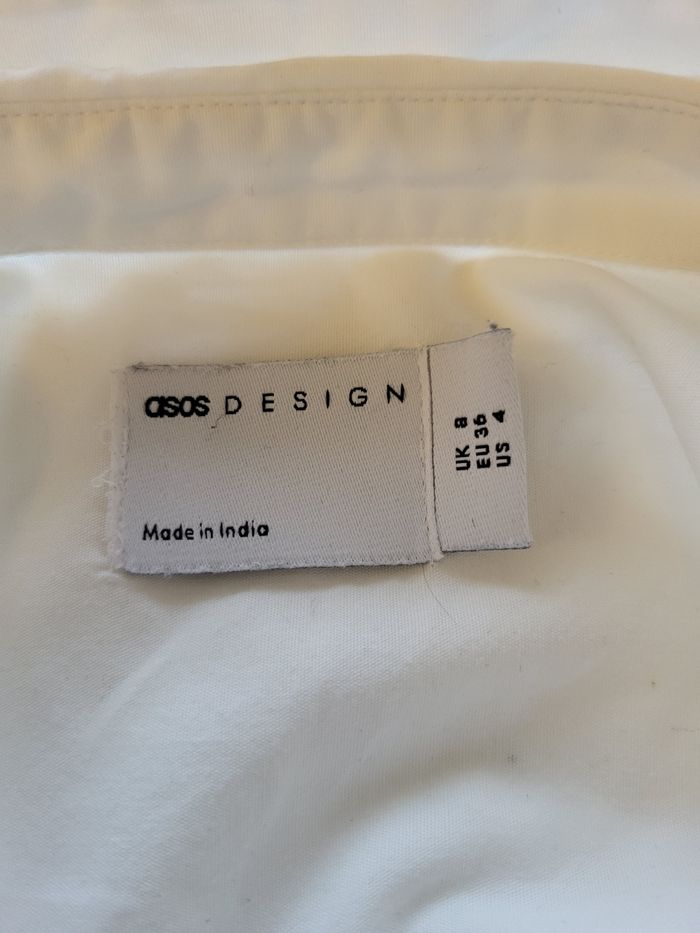 asos DESIGN
Made in India
UK 8
EU 36
US 4